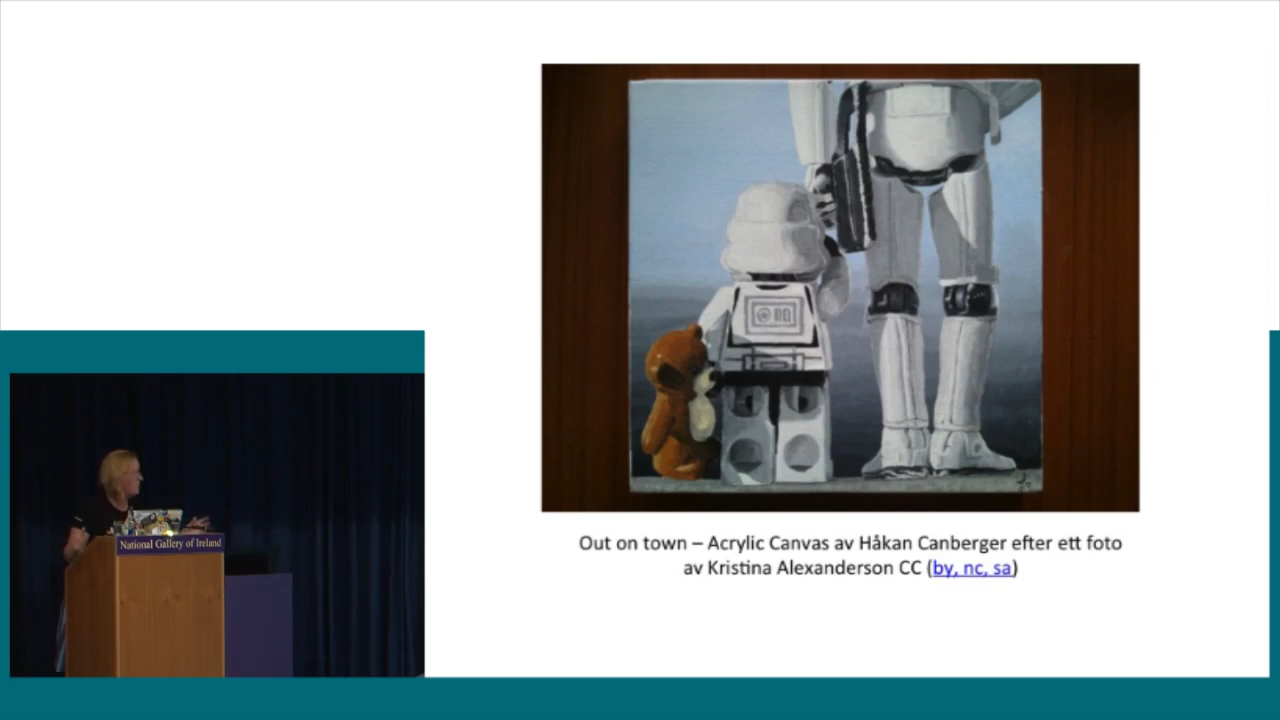 National Gallery of Ireland
Out on town – Acrylic Canvas av Håkan Canberger efter ett foto
av Kristina Alexanderson CC (by, nc, sa)